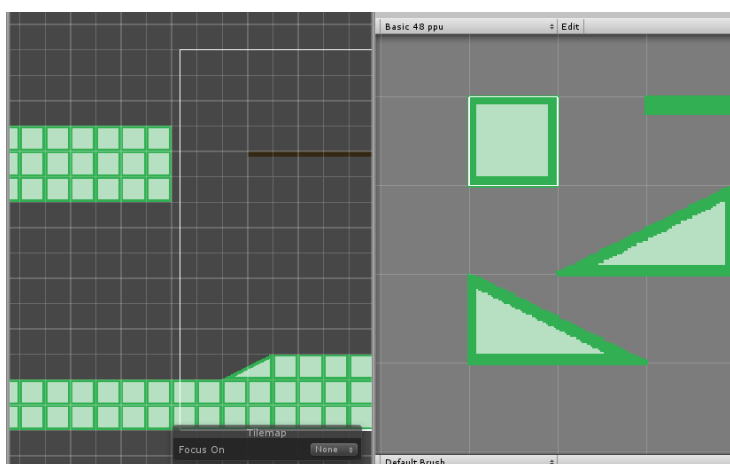 Basic 48 ppu
Edit
Tilemap
Focus On
None
Default Brush